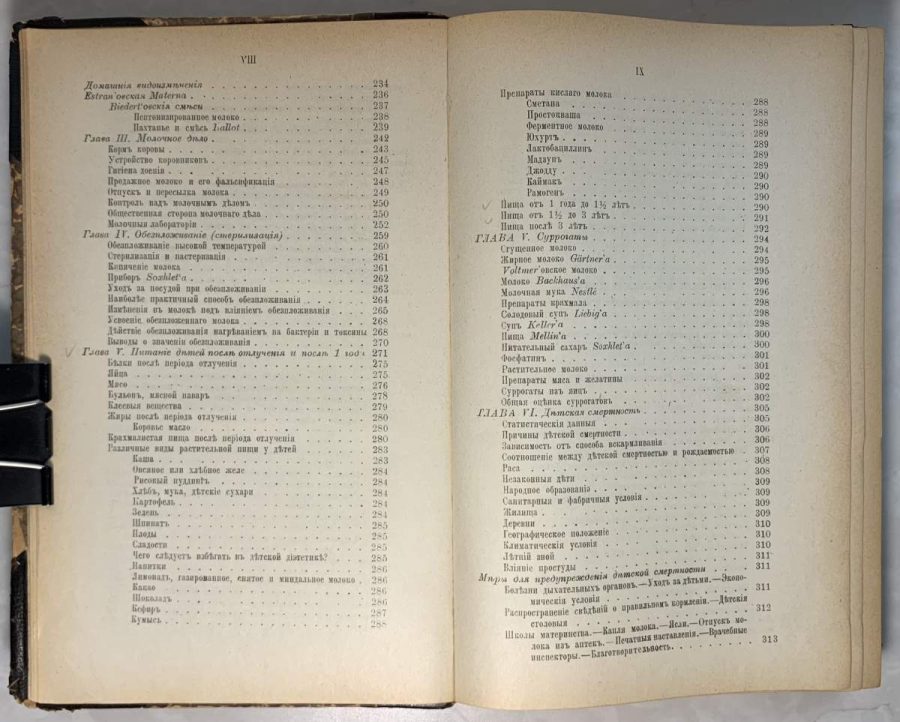 VIII
Домашнія видоизмѣненія . . . 234
Estran'овская Materna . . . 236
Biedert'овскія смѣси . . . 237
Пептонизированное молоко . . . 238
Пахтанье и смѣсь Lallot . . . 239
Глава III. Молочное дѣло . . . 242
Кормъ коровы . . . 243
Устройство коровниковъ . . . 245
Гигіена доенія . . . 247
Продажное молоко и его фальсификація . . . 248
Отпускъ и пересылка молока . . . 249
Контроль надъ молочнымъ дѣломъ . . . 250
Общественная сторона молочнаго дѣла . . . 250
Молочныя лабораторіи . . . 252
Глава IV. Обезпложиваніе (стерилизація) . . . 259
Обезпложиваніе высокой температурой . . . 260
Стерилизація и пастеризація . . . 261
Кипяченіе молока . . . 261
Приборъ Soxhlet'а . . . 262
Уходъ за посудой при обезпложиваніи . . . 263
Наиболѣе практичный способъ обезпложиванія . . . 264
Измѣненія въ молокѣ подъ вліяніемъ обезпложиванія . . . 265
Усвоеніе обезпложеннаго молока . . . 268
Дѣйствіе обезпложиванія нагрѣваніемъ на бактеріи и токсины 268
Выводы о значеніи обезпложиванія . . . 270
Глава V. Питаніе дѣтей послѣ отлученія и послѣ 1 года 271
Бѣлки послѣ періода отлученія . . . 275
Яйца . . . 275
Мясо . . . 276
Бульонъ, мясной наваръ . . . 278
Клеевыя вещества . . . 279
Жиры послѣ періода отлученія . . . 280
Коровье масло . . . 280
Крахмалистая пища послѣ періода отлученія . . . 280
Различные виды растительной пищи у дѣтей . . . 283
Каша . . . 283
Овсяное или хлѣбное желе . . . 284
Рисовый пуддингъ . . . 284
Хлѣбъ, мука, дѣтскіе сухари . . . 284
Картофель . . . 284
Зелень . . . 284
Шпинатъ . . . 285
Плоды . . . 285
Сладости . . . 285
Чего слѣдуетъ избѣгать въ дѣтской діэтетикѣ? . . . 285
Напитки . . . 286
Лимонадъ, газированное, снятое и миндальное молоко . 286
Какао . . . 286
Шоколадъ . . . 286
Кефиръ . . . 287
Кумысъ . . . 288
IX
Препараты кислаго молока
Сметана . . . 288
Простокваша . . . 288
Ферментное молоко . . . 288
Юхуртъ . . . 289
Лактобациллинъ . . . 289
Мадзунъ . . . 289
Джодду . . . 290
Каймакъ . . . 290
Рамогенъ . . . 290
Пища отъ 1 года до 1½ лѣтъ . . . 290
Пища отъ 1½ до 3 лѣтъ . . . 291
Пища послѣ 3 лѣтъ . . . 292
ГЛАВА V. Суррогаты . . . 294
Сгущенное молоко . . . 294
Жирное молоко Gärtner'a . . . 295
Voltmer'овское молоко . . . 295
Молоко Backhaus'a . . . 296
Молочная мука Nestlé . . . 296
Препараты крахмала . . . 298
Солодовый супъ Liebig'a . . . 298
Супъ Keller'a . . . 298
Пища Mellin'a . . . 300
Питательный сахаръ Soxhlet'a . . . 300
Фосфатинъ . . . 301
Растительное молоко . . . 301
Препараты мяса и желатины . . . 302
Суррогаты изъ яицъ . . . 302
Общая оцѣнка суррогатовъ . . . 302
ГЛАВА VI. Дѣтская смертность . . . 305
Статистическія данныя . . . 305
Причины дѣтской смертности . . . 306
Зависимость отъ способа вскармливанія . . . 306
Соотношеніе между дѣтской смертностью и рождаемостью . 307
Раса . . . 308
Незаконныя дѣти . . . 308
Народное образованіе . . . 309
Санитарныя и фабричныя условія . . . 309
Жилища . . . 309
Деревни . . . 310
Географическое положеніе . . . 310
Климатическія условія . . . 310
Лѣтній зной . . . 311
Вліяніе простуды . . . 311
Мѣры для предупрежденія дѣтской смертности
Болѣзни дыхательныхъ органовъ.—Уходъ за дѣтьми.—Эконо-
мическія условія . . . 311
Распространеніе свѣдѣній о правильномъ кормленіи.—Дѣтскія
столовыя . . . 312
Школы материнства.—Капля молока.—Ясли.—Отпускъ мо-
лока изъ аптекъ.—Печатныя наставленія.—Врачебные
инспекторы.—Благотворительность . . . 313